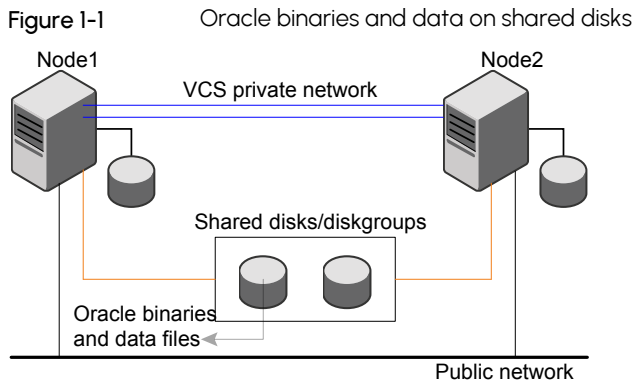 Figure 1-1 Oracle binaries and data on shared disks
Node1
Node2
VCS private network
Shared disks/diskgroups
Oracle binaries
and data files
Public network